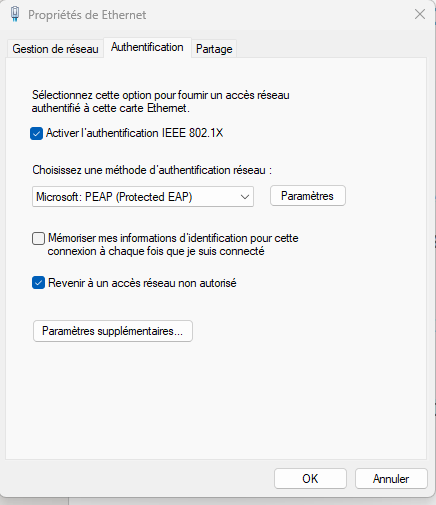 Propriétés de Ethernet
Gestion de réseau
Authentification
Partage
Sélectionnez cette option pour fournir un accès réseau
authentifié à cette carte Ethernet.
Activer l'authentification IEEE 802.1X
Choisissez une méthode d'authentification réseau :
Microsoft: PEAP (Protected EAP)
Paramètres
Mémoriser mes informations d'identification pour cette
connexion à chaque fois que je suis connecté
Revenir à un accès réseau non autorisé
Paramètres supplémentaires...
OK
Annuler